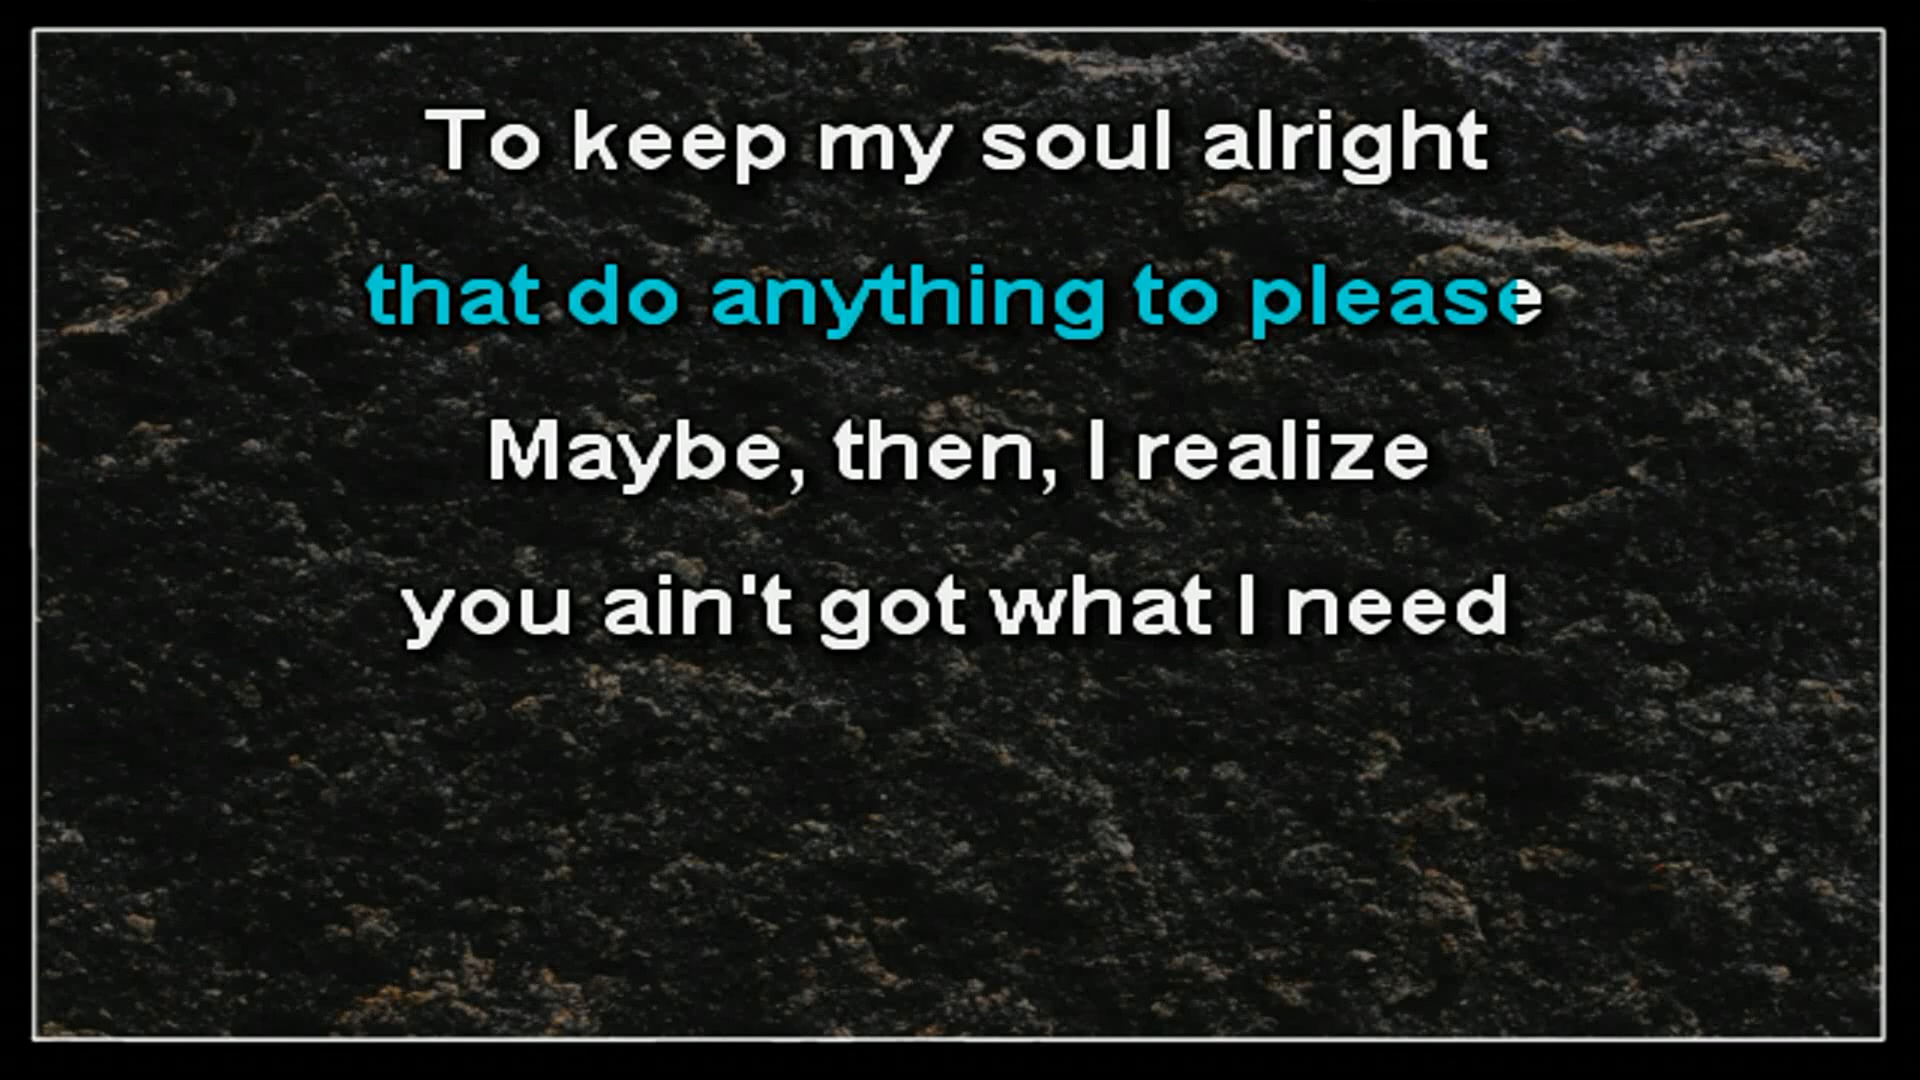 To keep my soul alright
that do anything to please
Maybe, then, I realize
you ain't got what I need